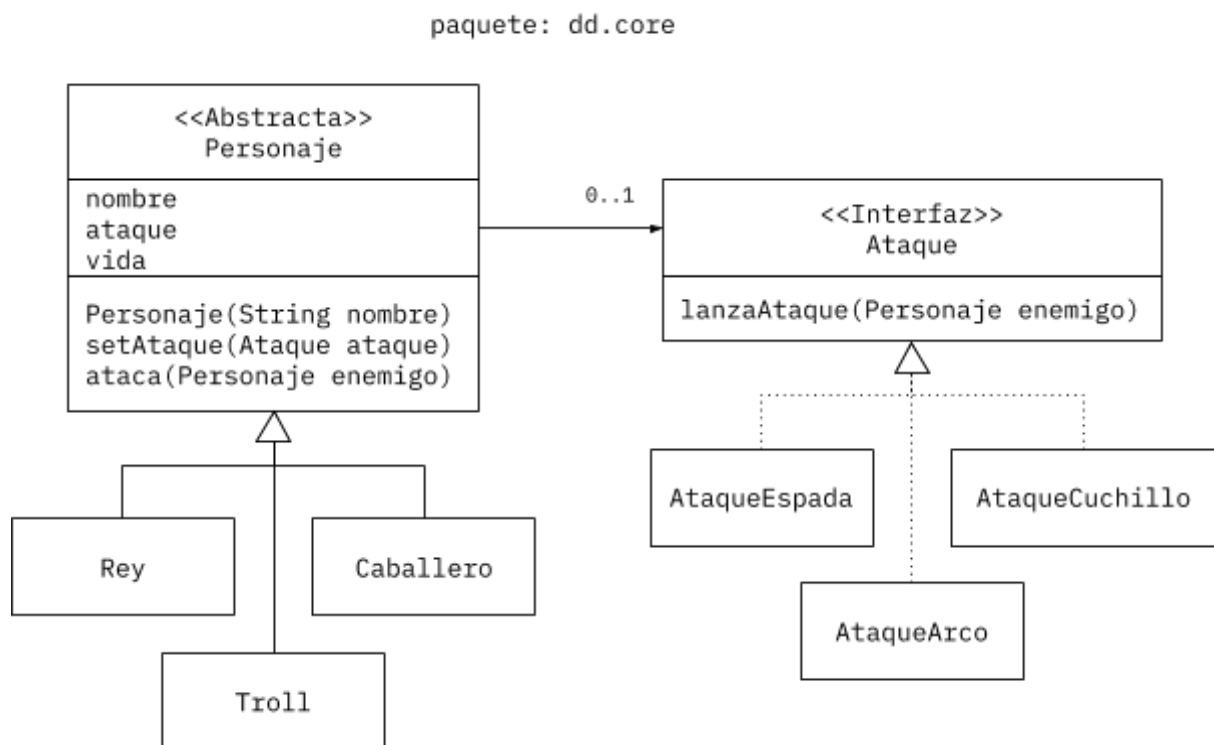 paquete: dd.core
<<Abstracta>>
Personaje
nombre
ataque
vida
Personaje(String nombre)
setAtaque(Ataque ataque)
ataca(Personaje enemigo)
0..1
<<Interfaz>>
Ataque
lanzaAtaque(Personaje enemigo)
Rey
Caballero
Troll
AtaqueEspada
AtaqueCuchillo
AtaqueArco